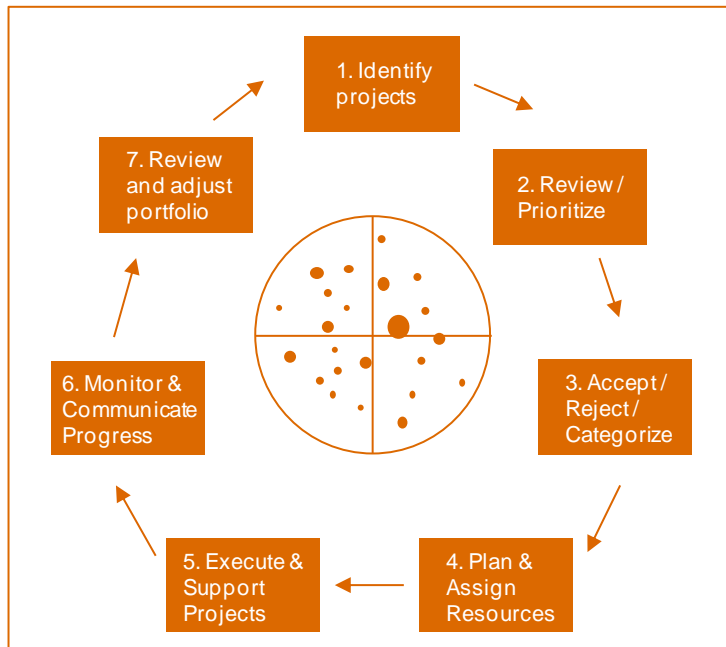 1. Identify
projects
2. Review /
Prioritize
3. Accept /
Reject /
Categorize
4. Plan &
Assign
Resources
5. Execute &
Support
Projects
6. Monitor &
Communicate
Progress
7. Review
and adjust
portfolio